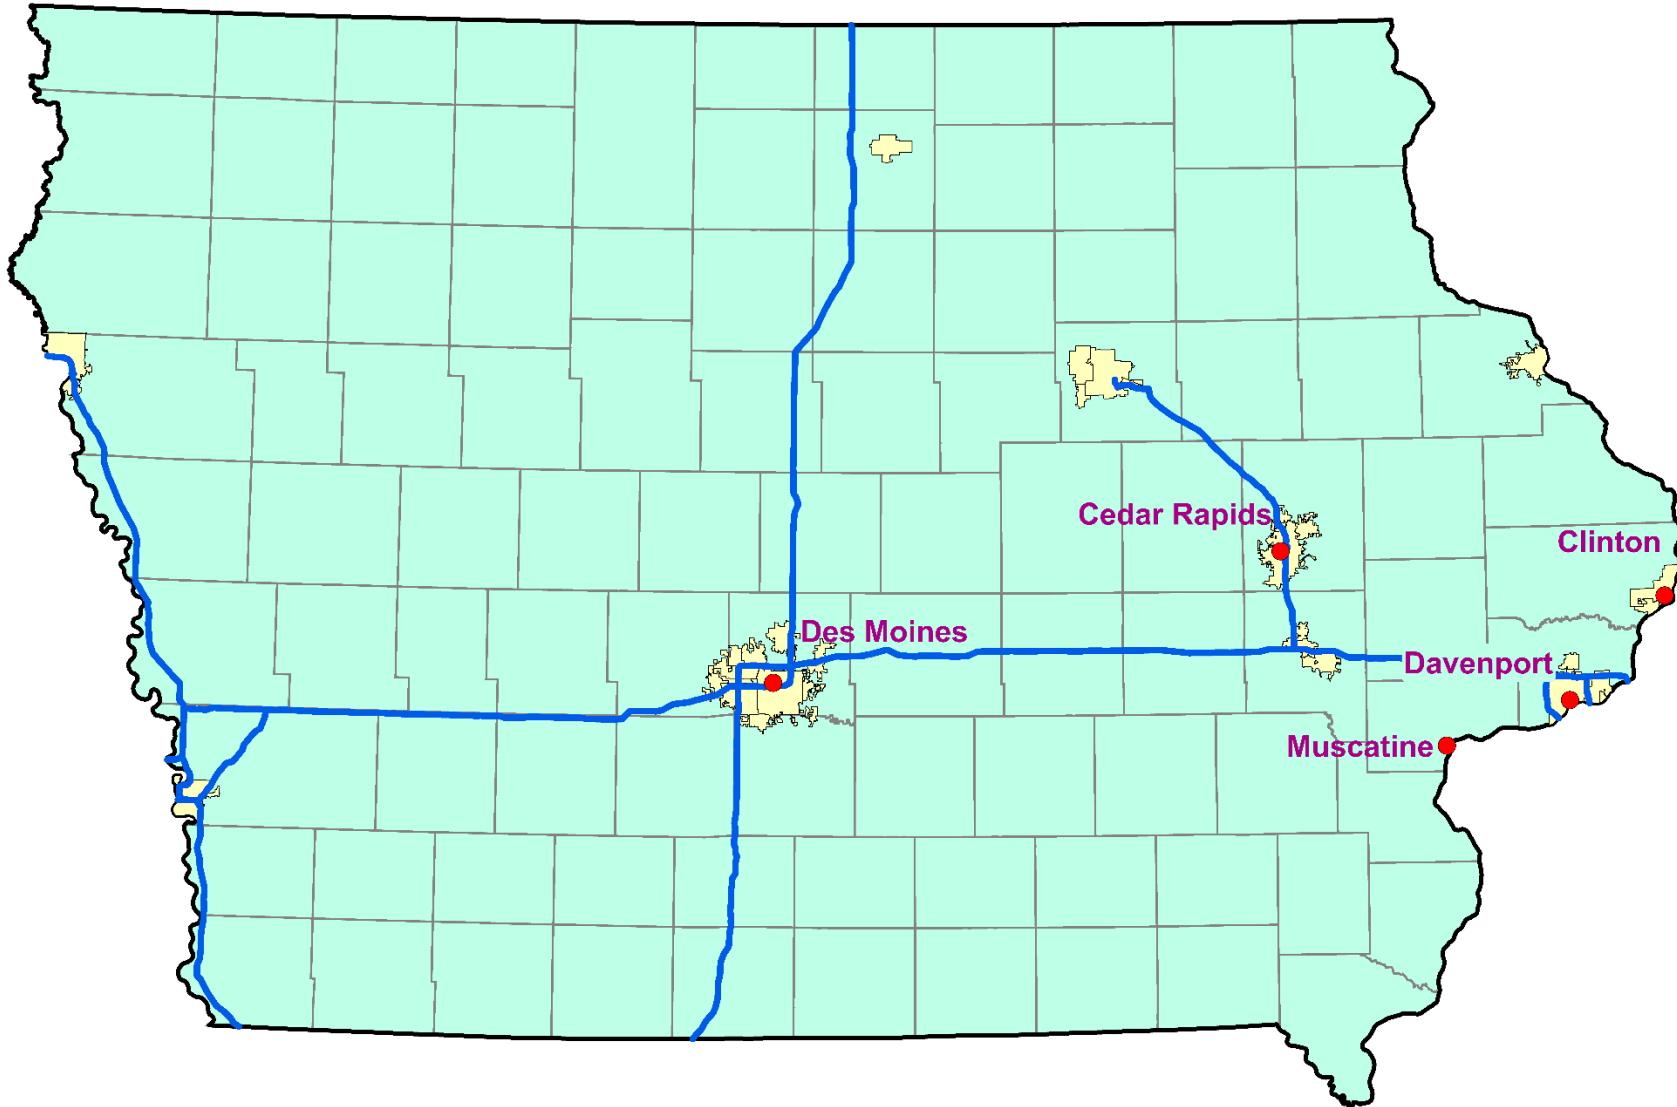 Cedar Rapids
Clinton
Des Moines
Davenport
Muscatine